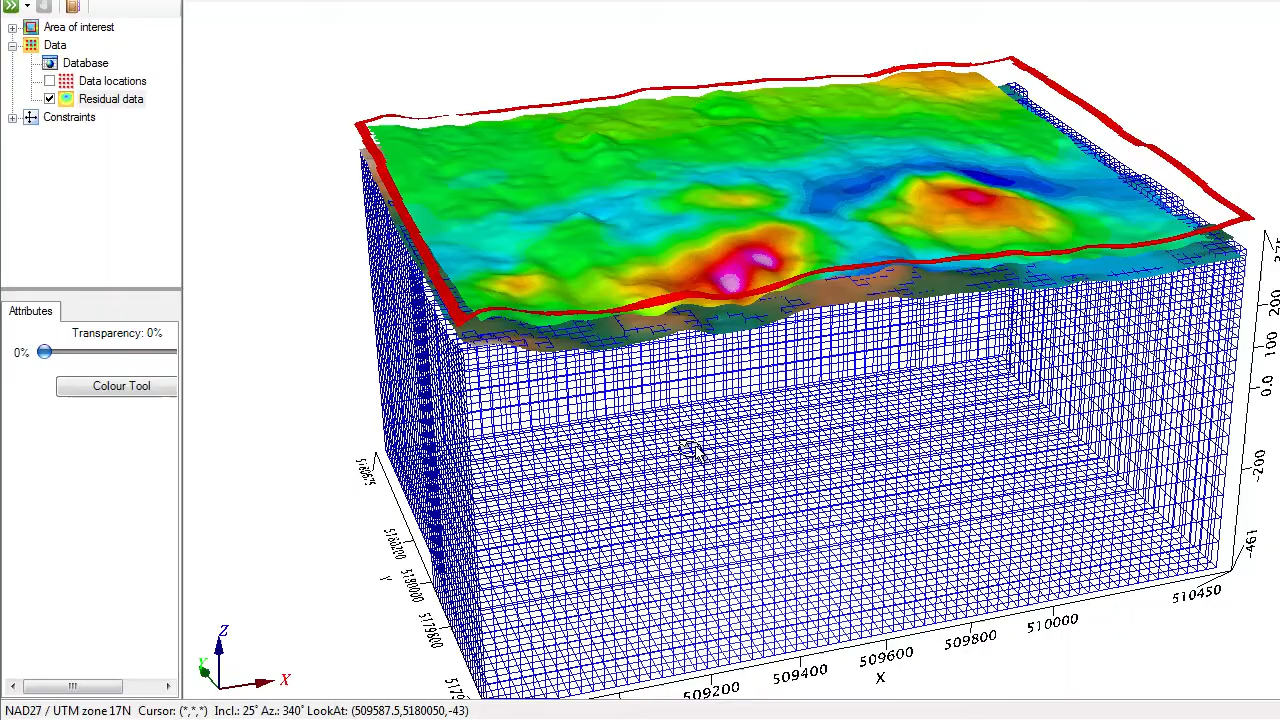 Area of interest
Data
Database
Data locations
Residual data
Constraints
Attributes
Transparency: 0%
0%
Colour Tool
200
100
0.0
-200
-461
5180200
5180000
5179800
Y
509200
509400
509600
509800
510000
510450
X
Z
Y
X
NAD27 / UTM zone 17N Cursor: (*,*,*) Incl.: 25° Az.: 340° LookAt: (509587.5,5180050,-43)